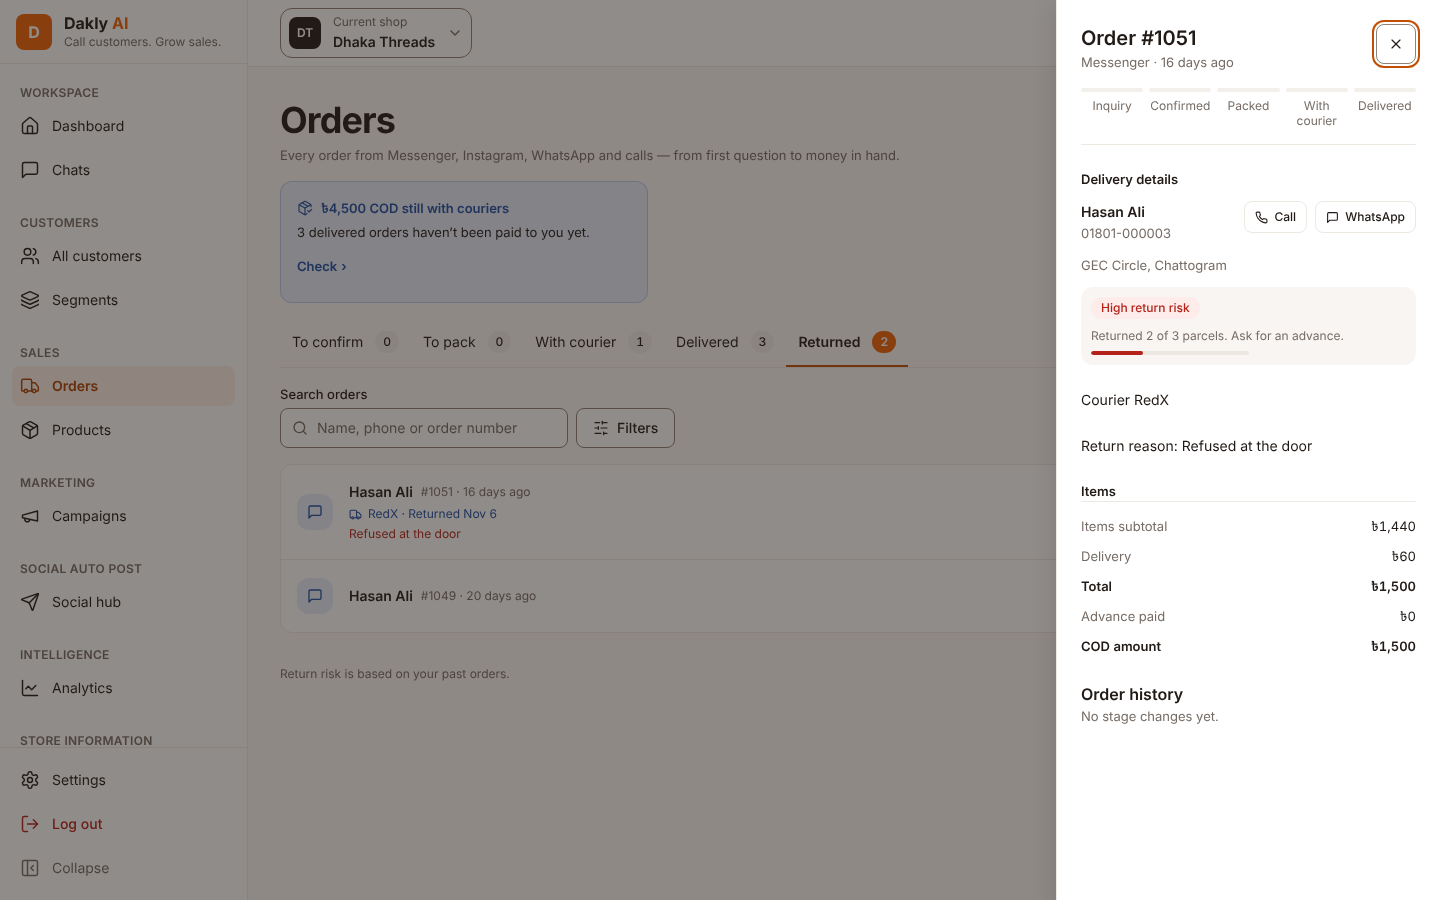 D
Dakly AI
Call customers. Grow sales.
WORKSPACE
Dashboard
Chats
CUSTOMERS
All customers
Segments
SALES
Orders
Products
MARKETING
Campaigns
SOCIAL AUTO POST
Social hub
INTELLIGENCE
Analytics
STORE INFORMATION
Settings
Log out
Collapse
DT
Current shop
Dhaka Threads
Orders
Every order from Messenger, Instagram, WhatsApp and calls — from first question to money in hand.
৳4,500 COD still with couriers
3 delivered orders haven’t been paid to you yet.
Check ›
To confirm 0 To pack 0 With courier 1 Delivered 3 Returned 2
Search orders
Name, phone or order number
Filters
Hasan Ali #1051 · 16 days ago
RedX · Returned Nov 6
Refused at the door
Hasan Ali #1049 · 20 days ago
Return risk is based on your past orders.
Order #1051
Messenger · 16 days ago
Inquiry Confirmed Packed With courier Delivered
Delivery details
Hasan Ali
01801-000003
Call WhatsApp
GEC Circle, Chattogram
High return risk
Returned 2 of 3 parcels. Ask for an advance.
Courier RedX
Return reason: Refused at the door
Items
Items subtotal ৳1,440
Delivery ৳60
Total ৳1,500
Advance paid ৳0
COD amount ৳1,500
Order history
No stage changes yet.